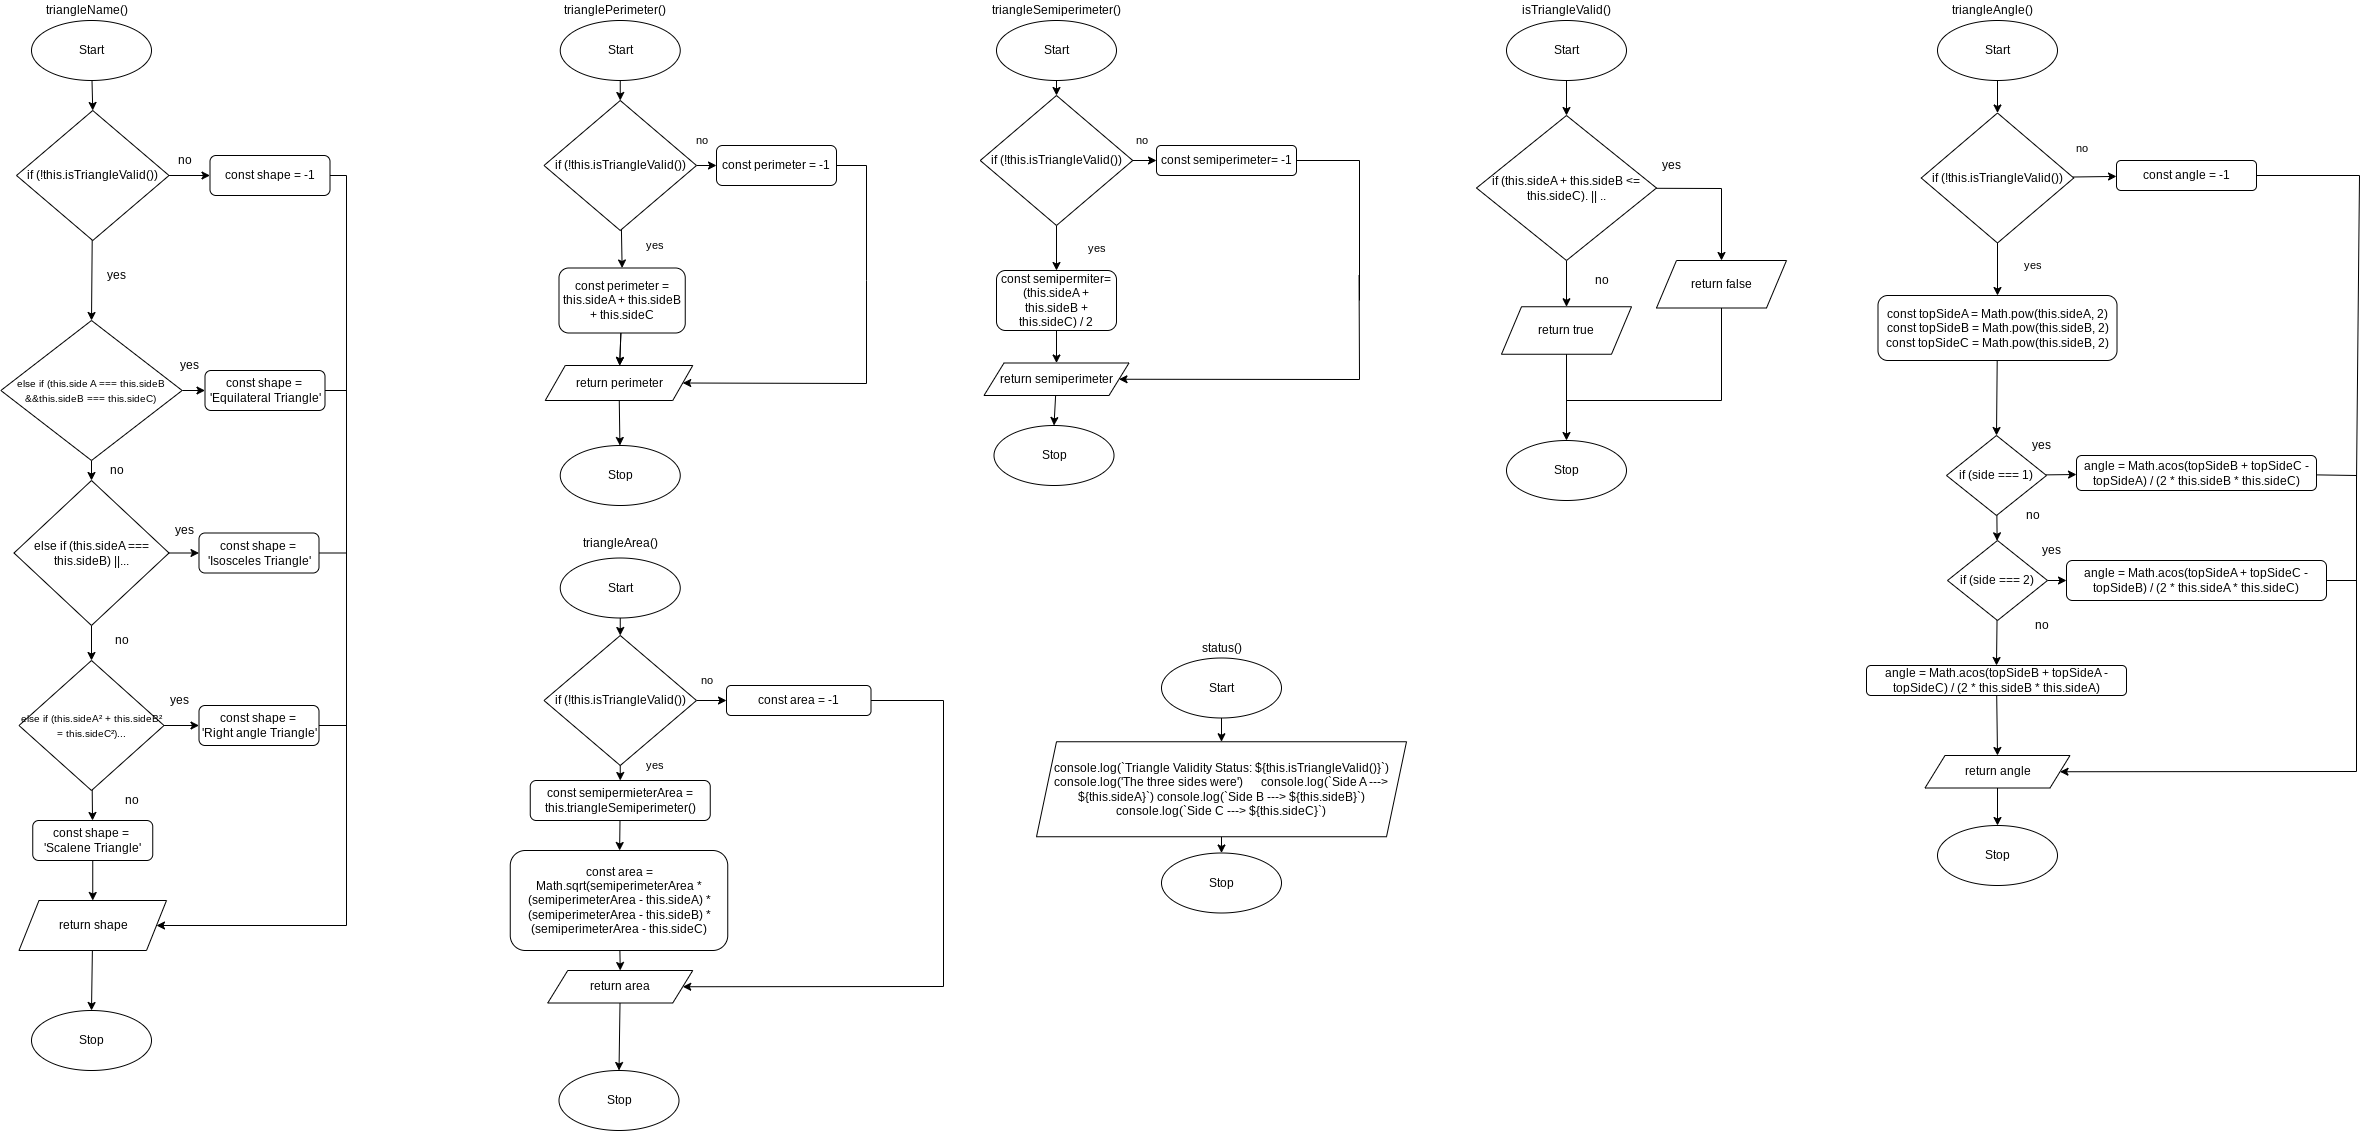 triangleName()
Start
if (!this.isTriangleValid())
no
const shape = -1
yes
else if (this.side A === this.sideB
&&this.sideB === this.sideC)
yes
const shape =
'Equilateral Triangle'
no
else if (this.sideA ===
this.sideB) ||...
yes
const shape =
'Isosceles Triangle'
no
else if (this.sideA² + this.sideB²
= this.sideC²)...
yes
const shape =
'Right angle Triangle'
no
const shape =
'Scalene Triangle'
return shape
Stop
trianglePerimeter()
Start
if (!this.isTriangleValid())
no
const perimeter = -1
yes
const perimeter =
this.sideA + this.sideB
+ this.sideC
return perimeter
Stop
triangleArea()
Start
if (!this.isTriangleValid())
no
const area = -1
yes
const semipermieterArea =
this.triangleSemiperimeter()
const area =
Math.sqrt(semiperimeterArea *
(semiperimeterArea - this.sideA) *
(semiperimeterArea - this.sideB) *
(semiperimeterArea - this.sideC)
return area
Stop
triangleSemiperimeter()
Start
if (!this.isTriangleValid())
no
const semiperimeter= -1
yes
const semipermiter=
(this.sideA +
this.sideB +
this.sideC) / 2
return semiperimeter
Stop
status()
Start
console.log(`Triangle Validity Status: ${this.isTriangleValid()}`)
console.log('The three sides were') console.log(`Side A --->
${this.sideA}`) console.log(`Side B ---> ${this.sideB}`)
console.log(`Side C ---> ${this.sideC}`)
Stop
isTriangleValid()
Start
if (this.sideA + this.sideB <=
this.sideC). || ..
yes
return false
no
return true
Stop
triangleAngle()
Start
if (!this.isTriangleValid())
no
const angle = -1
yes
const topSideA = Math.pow(this.sideA, 2)
const topSideB = Math.pow(this.sideB, 2)
const topSideC = Math.pow(this.sideB, 2)
if (side === 1)
yes
angle = Math.acos(topSideB + topSideC -
topSideA) / (2 * this.sideB * this.sideC)
no
if (side === 2)
yes
angle = Math.acos(topSideA + topSideC -
topSideB) / (2 * this.sideA * this.sideC)
no
angle = Math.acos(topSideB + topSideA -
topSideC) / (2 * this.sideB * this.sideA)
return angle
Stop